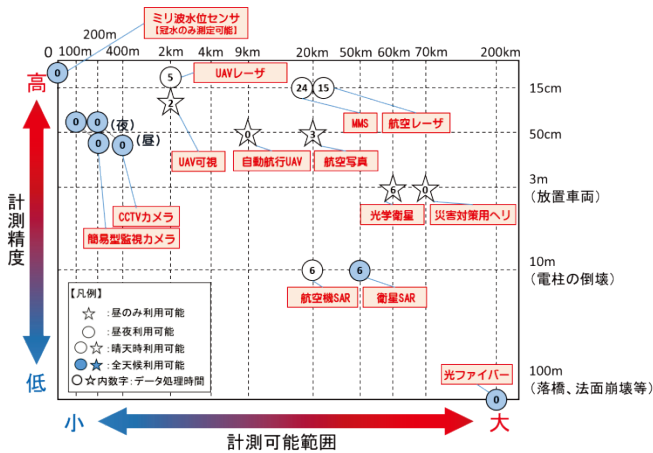 ミリ波水位センサ
【冠水のみ測定可能】
0
100m
200m
400m
2km
4km
9km
20km
50km
60km
70km
200km
高
計測精度
低
0
5
UAVレーザ
2
UAV可視
24
15
MMS
航空レーザ
15cm
0
0
(夜)
0
0
(昼)
CCTVカメラ
簡易型監視カメラ
0
自動航行UAV
3
航空写真
50cm
6
光学衛星
0
災害対策用ヘリ
3m
(放置車両)
6
航空機SAR
6
衛星SAR
10m
(電柱の倒壊)
【凡例】
☆:昼のみ利用可能
○:昼夜利用可能
○☆:晴天時利用可能
●★:全天候利用可能
○☆内数字:データ処理時間
光ファイバー
0
100m
(落橋、法面崩壊等)
小
大
計測可能範囲